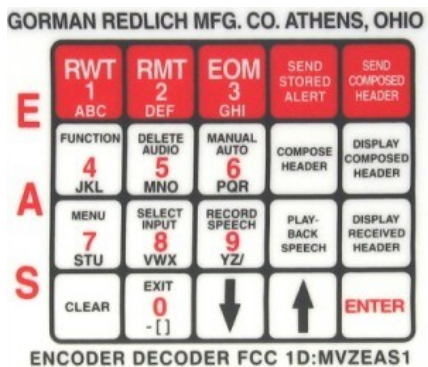 GORMAN REDLICH MFG. CO. ATHENS, OHIO
RWT
1
ABC
RMT
2
DEF
EOM
3
GHI
SEND
STORED
ALERT
SEND
COMPOSED
HEADER
E
FUNCTION
4
JKL
DELETE
AUDIO
5
MNO
MANUAL
AUTO
6
PQR
COMPOSE
HEADER
DISPLAY
COMPOSED
HEADER
A
MENU
7
STU
SELECT
INPUT
8
VWX
RECORD
SPEECH
9
YZ/
PLAY-
BACK
SPEECH
DISPLAY
RECEIVED
HEADER
S
CLEAR
EXIT
0
-[]
ENTER
ENCODER DECODER FCC 1D:MVZEAS1